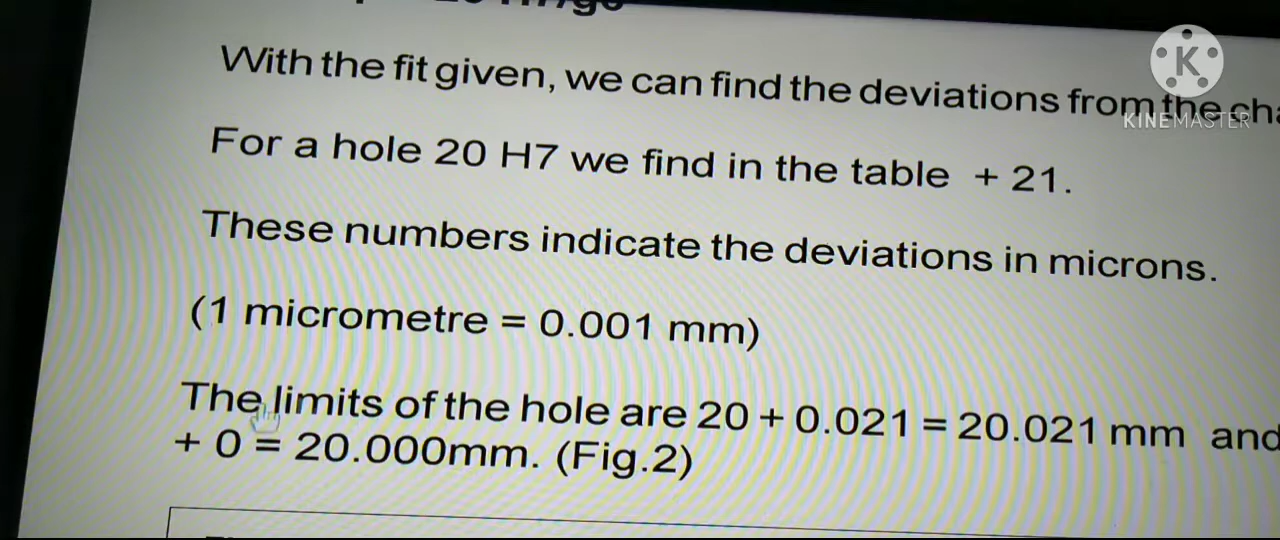 With the fit given, we can find the deviations from the
For a hole 20 H7 we find in the table + 21.
These numbers indicate the deviations in microns.
(1 micrometre = 0.001 mm)
The limits of the hole are 20 + 0.021 = 20.021 mm and
+ 0 = 20.000mm. (Fig.2)
K
KINEMASTER